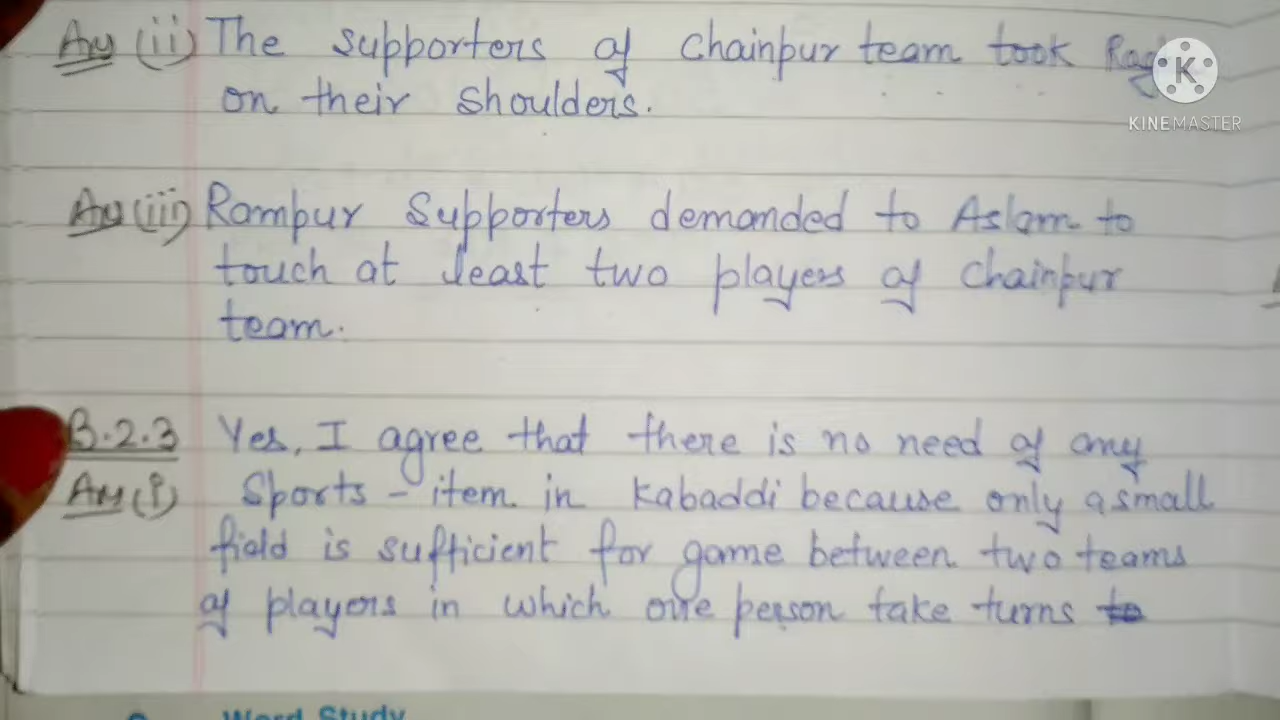 Ans (ii) The supporters of Chainpur team took
on their shoulders.
Ans (iii) Rampur Supporters demanded to Aslam to
touch at least two players of Chainpur
team.
B.2.3 Yes, I agree that there is no need of any
Ans (i) Sports-item in Kabaddi because only a small
field is sufficient for game between two teams
of players in which one person take turns to
Word Study
K
KINEMASTER